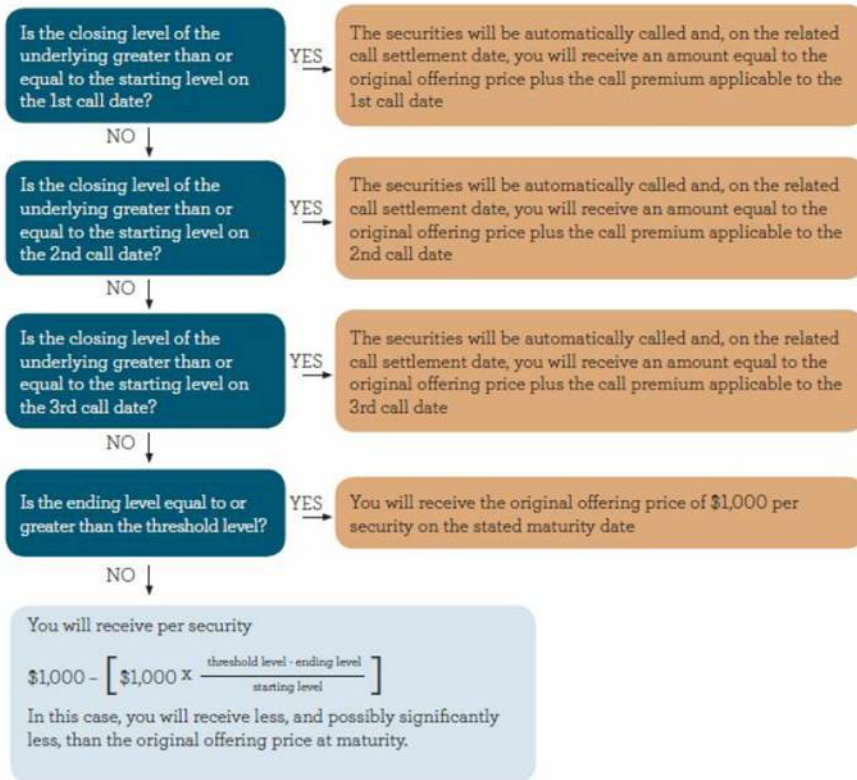 Is the closing level of the
underlying greater than or
equal to the starting level on
the 1st call date?
YES
The securities will be automatically called and, on the related
call settlement date, you will receive an amount equal to the
original offering price plus the call premium applicable to the
1st call date
NO
Is the closing level of the
underlying greater than or
equal to the starting level on
the 2nd call date?
YES
The securities will be automatically called and, on the related
call settlement date, you will receive an amount equal to the
original offering price plus the call premium applicable to the
2nd call date
NO
Is the closing level of the
underlying greater than or
equal to the starting level on
the 3rd call date?
YES
The securities will be automatically called and, on the related
call settlement date, you will receive an amount equal to the
original offering price plus the call premium applicable to the
3rd call date
NO
Is the ending level equal to or
greater than the threshold level?
YES
You will receive the original offering price of $1,000 per
security on the stated maturity date
NO
You will receive per security
threshold level - ending level
$1,000 – [ $1,000 x ]
starting level
In this case, you will receive less, and possibly significantly
less, than the original offering price at maturity.